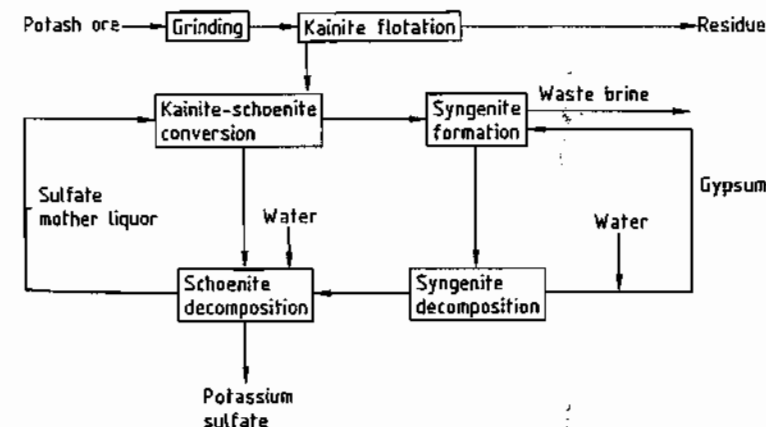 Potash ore
Grinding
Kainite flotation
Residue
Kainite-schoenite
conversion
Syngenite
formation
Waste brine
Gypsum
Sulfate
mother liquor
Water
Water
Schoenite
decomposition
Syngenite
decomposition
Potassium
sulfate